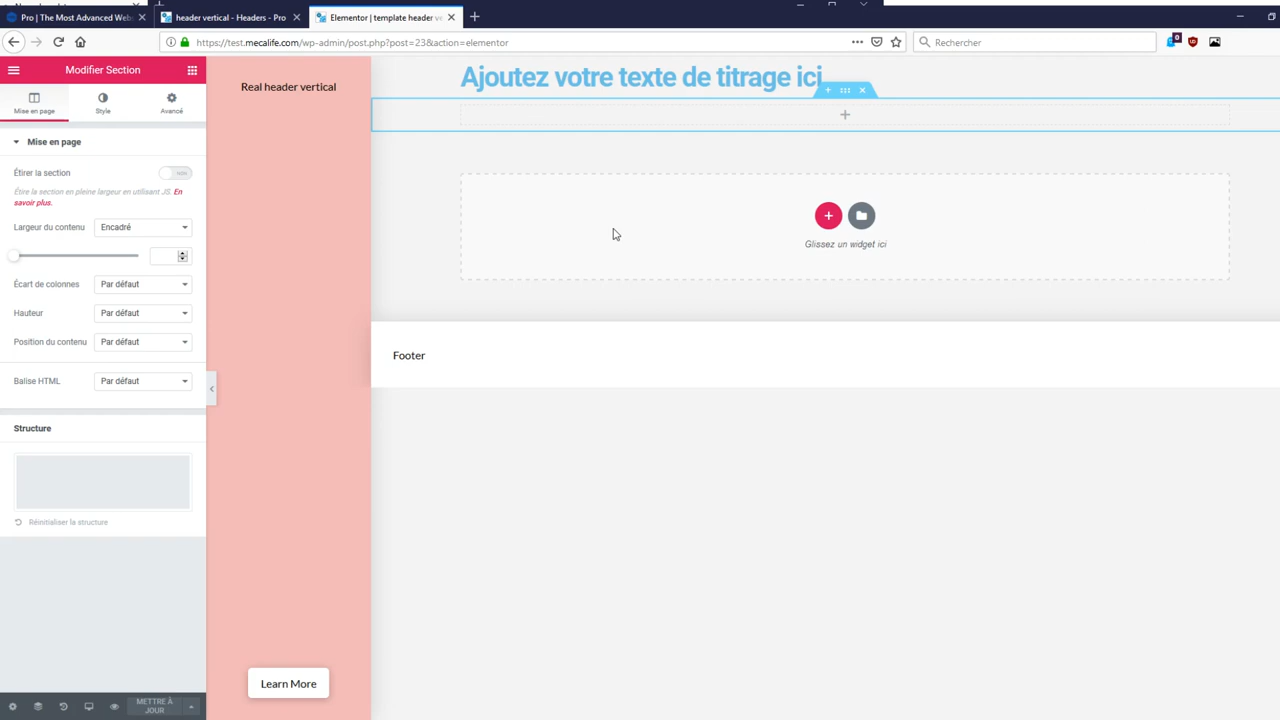 Pro | The Most Advanced Webs
header vertical - Headers - Pro
Elementor | template header ve
https://test.mecalife.com/wp-admin/post.php?post=23&action=elementor
Rechercher
0
Modifier Section
Mise en page
Style
Avancé
Mise en page
Étirer la section
NON
Étire la section en pleine largeur en utilisant JS. En
savoir plus.
Largeur du contenu
Encadré
Écart de colonnes
Par défaut
Hauteur
Par défaut
Position du contenu
Par défaut
Balise HTML
Par défaut
Structure
Réinitialiser la structure
METTRE À
JOUR
Real header vertical
Learn More
Ajoutez votre texte de titrage ici
Glissez un widget ici
Footer